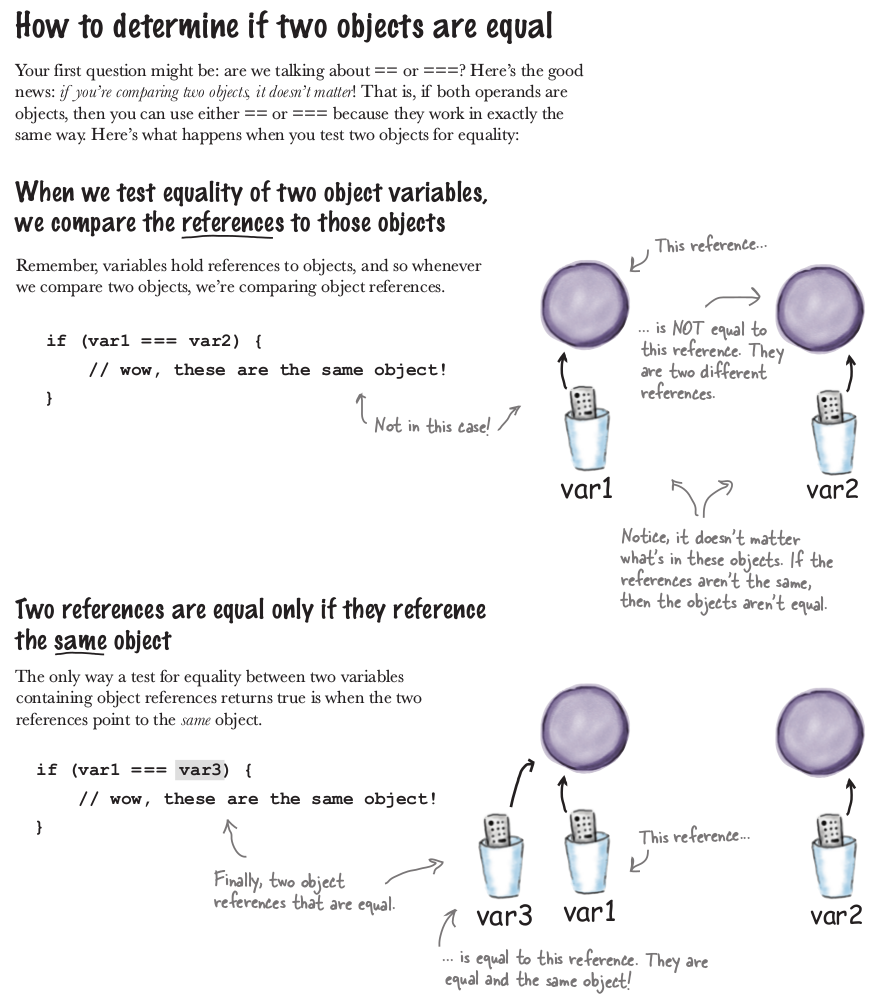 How to determine if two objects are equal
Your first question might be: are we talking about == or ===? Here's the good
news: if you're comparing two objects, it doesn't matter! That is, if both operands are
objects, then you can use either == or === because they work in exactly the
same way. Here's what happens when you test two objects for equality:
When we test equality of two object variables,
we compare the references to those objects
Remember, variables hold references to objects, and so whenever
we compare two objects, we're comparing object references.
if (var1 === var2) {
// wow, these are the same object!
}
Not in this case!
This reference...
... is NOT equal to
this reference. They
are two different
references.
var1
var2
Notice, it doesn't matter
what's in these objects. If the
references aren't the same,
then the objects aren't equal.
Two references are equal only if they reference
the same object
The only way a test for equality between two variables
containing object references returns true is when the two
references point to the same object.
if (var1 === var3) {
// wow, these are the same object!
}
Finally, two object
references that are equal.
This reference...
var3
var1
var2
... is equal to this reference. They are
equal and the same object!